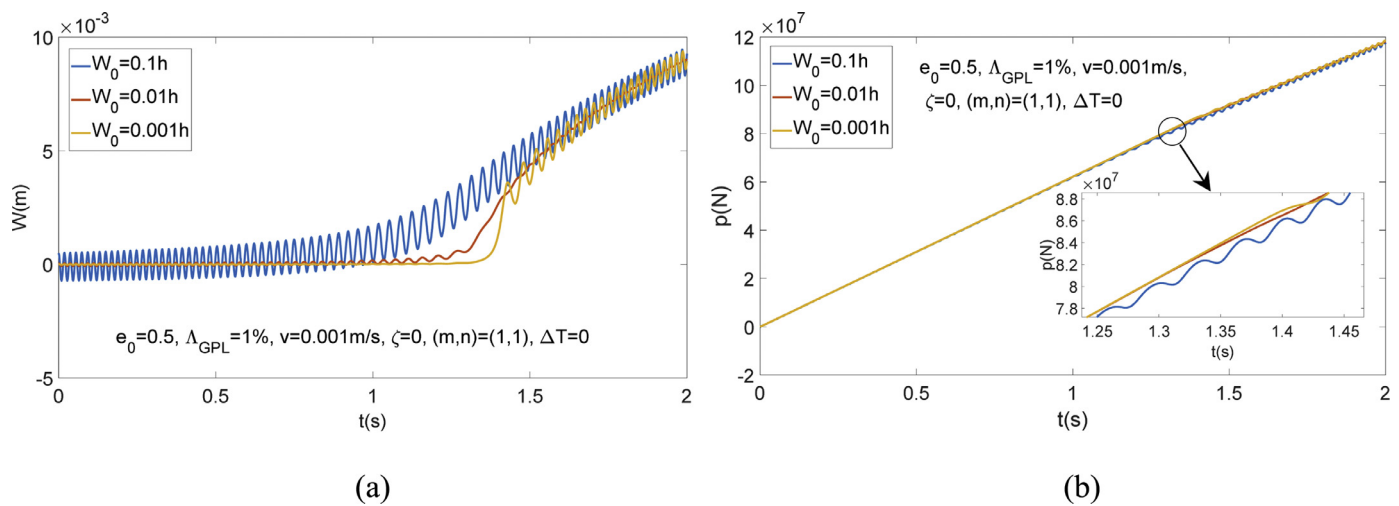 ×10⁻³
10
5
0
-5
W(m)
W₀=0.1h
W₀=0.01h
W₀=0.001h
e₀=0.5, Λ_GPL=1%, v=0.001m/s, ζ=0, (m,n)=(1,1), ΔT=0
0 0.5 1 1.5 2
t(s)
(a)
×10⁷
12
10
8
6
4
2
0
-2
p(N)
W₀=0.1h
W₀=0.01h
W₀=0.001h
e₀=0.5, Λ_GPL=1%, v=0.001m/s,
ζ=0, (m,n)=(1,1), ΔT=0
×10⁷
8.8
8.6
8.4
8.2
8
7.8
p(N)
1.25 1.3 1.35 1.4 1.45
t(s)
0 0.5 1 1.5 2
t(s)
(b)